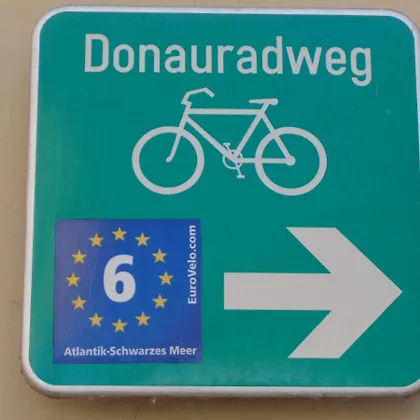 Donauradweg
6
EuroVelo.com
Atlantik-Schwarzes Meer